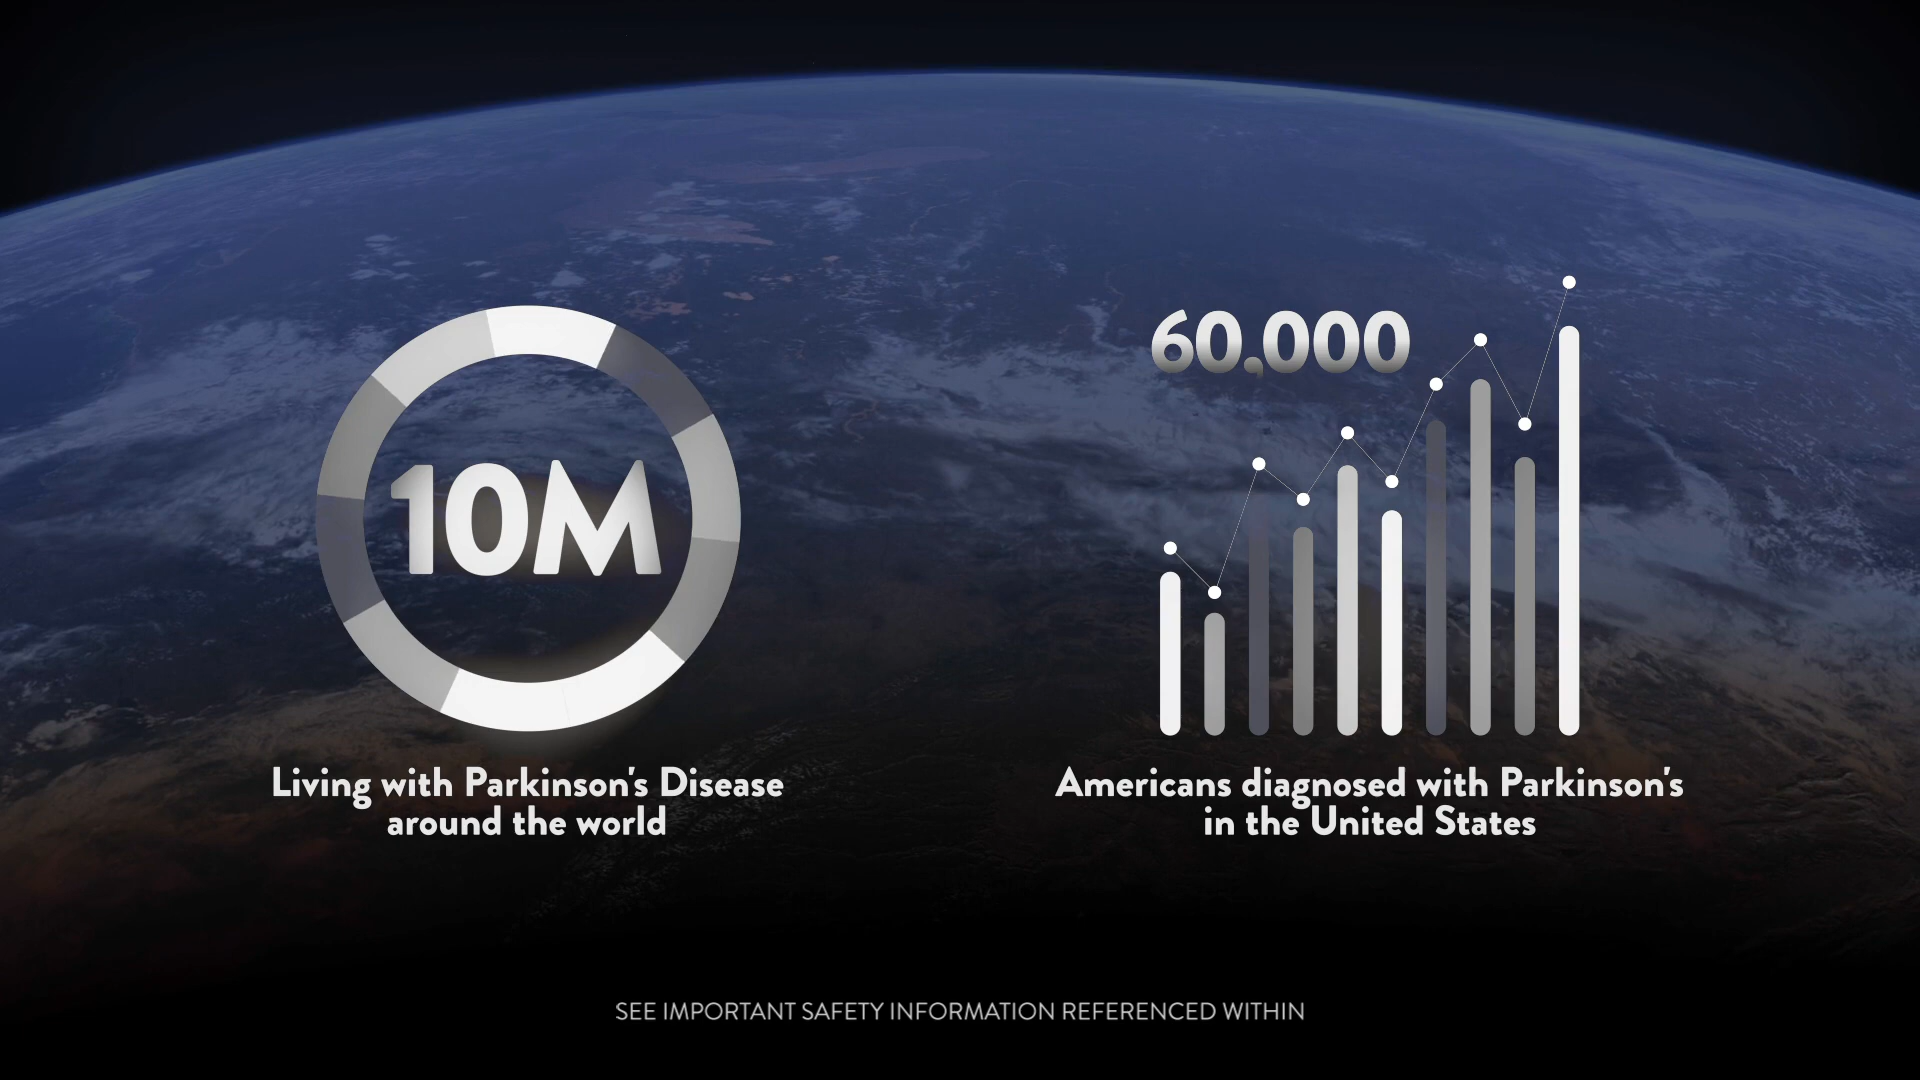 10M
Living with Parkinson's Disease
around the world
60,000
Americans diagnosed with Parkinson's
in the United States
SEE IMPORTANT SAFETY INFORMATION REFERENCED WITHIN